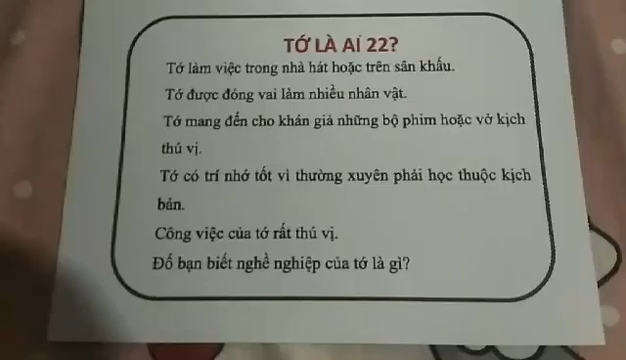 TỚ LÀ AI 22?
Tớ làm việc trong nhà hát hoặc trên sân khấu.
Tớ được đóng vai làm nhiều nhân vật.
Tớ mang đến cho khán giả những bộ phim hoặc vở kịch
thú vị.
Tớ có trí nhớ tốt vì thường xuyên phải học thuộc kịch
bản.
Công việc của tớ rất thú vị.
Đố bạn biết nghề nghiệp của tớ là gì?